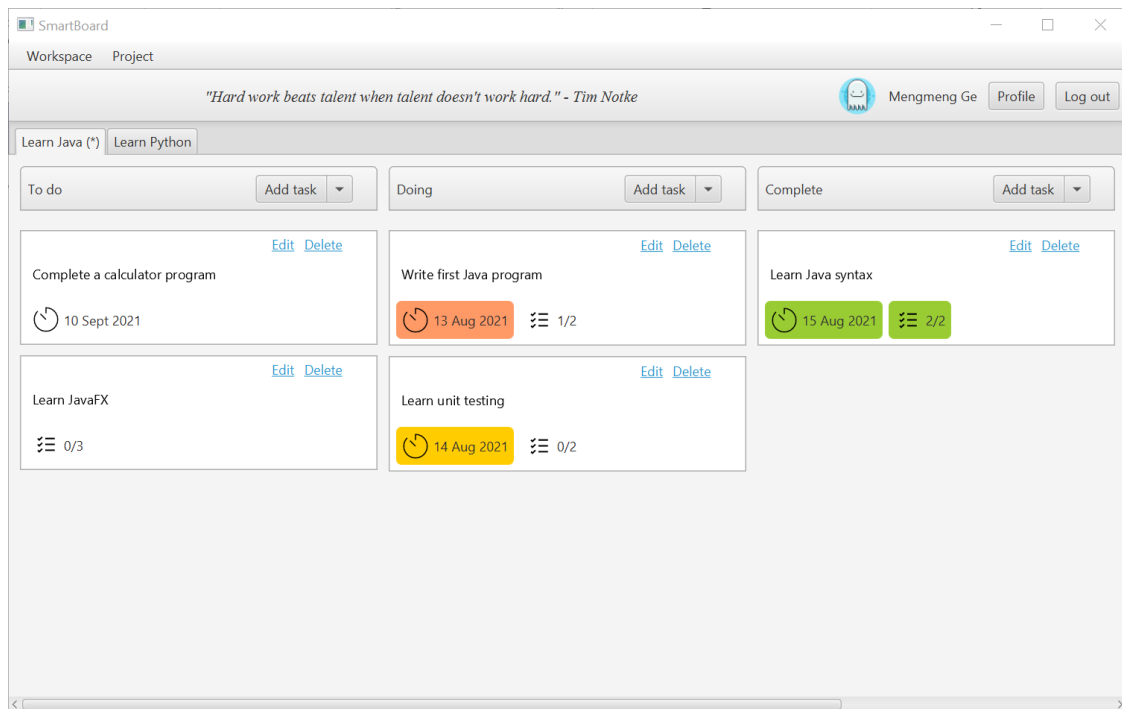 SmartBoard
Workspace Project
"Hard work beats talent when talent doesn't work hard." - Tim Notke
Mengmeng Ge Profile Log out
Learn Java (*) Learn Python
To do Add task
Doing Add task
Complete Add task
Edit Delete
Complete a calculator program
10 Sept 2021
Edit Delete
Learn JavaFX
0/3
Edit Delete
Write first Java program
13 Aug 2021 1/2
Edit Delete
Learn unit testing
14 Aug 2021 0/2
Edit Delete
Learn Java syntax
15 Aug 2021 2/2